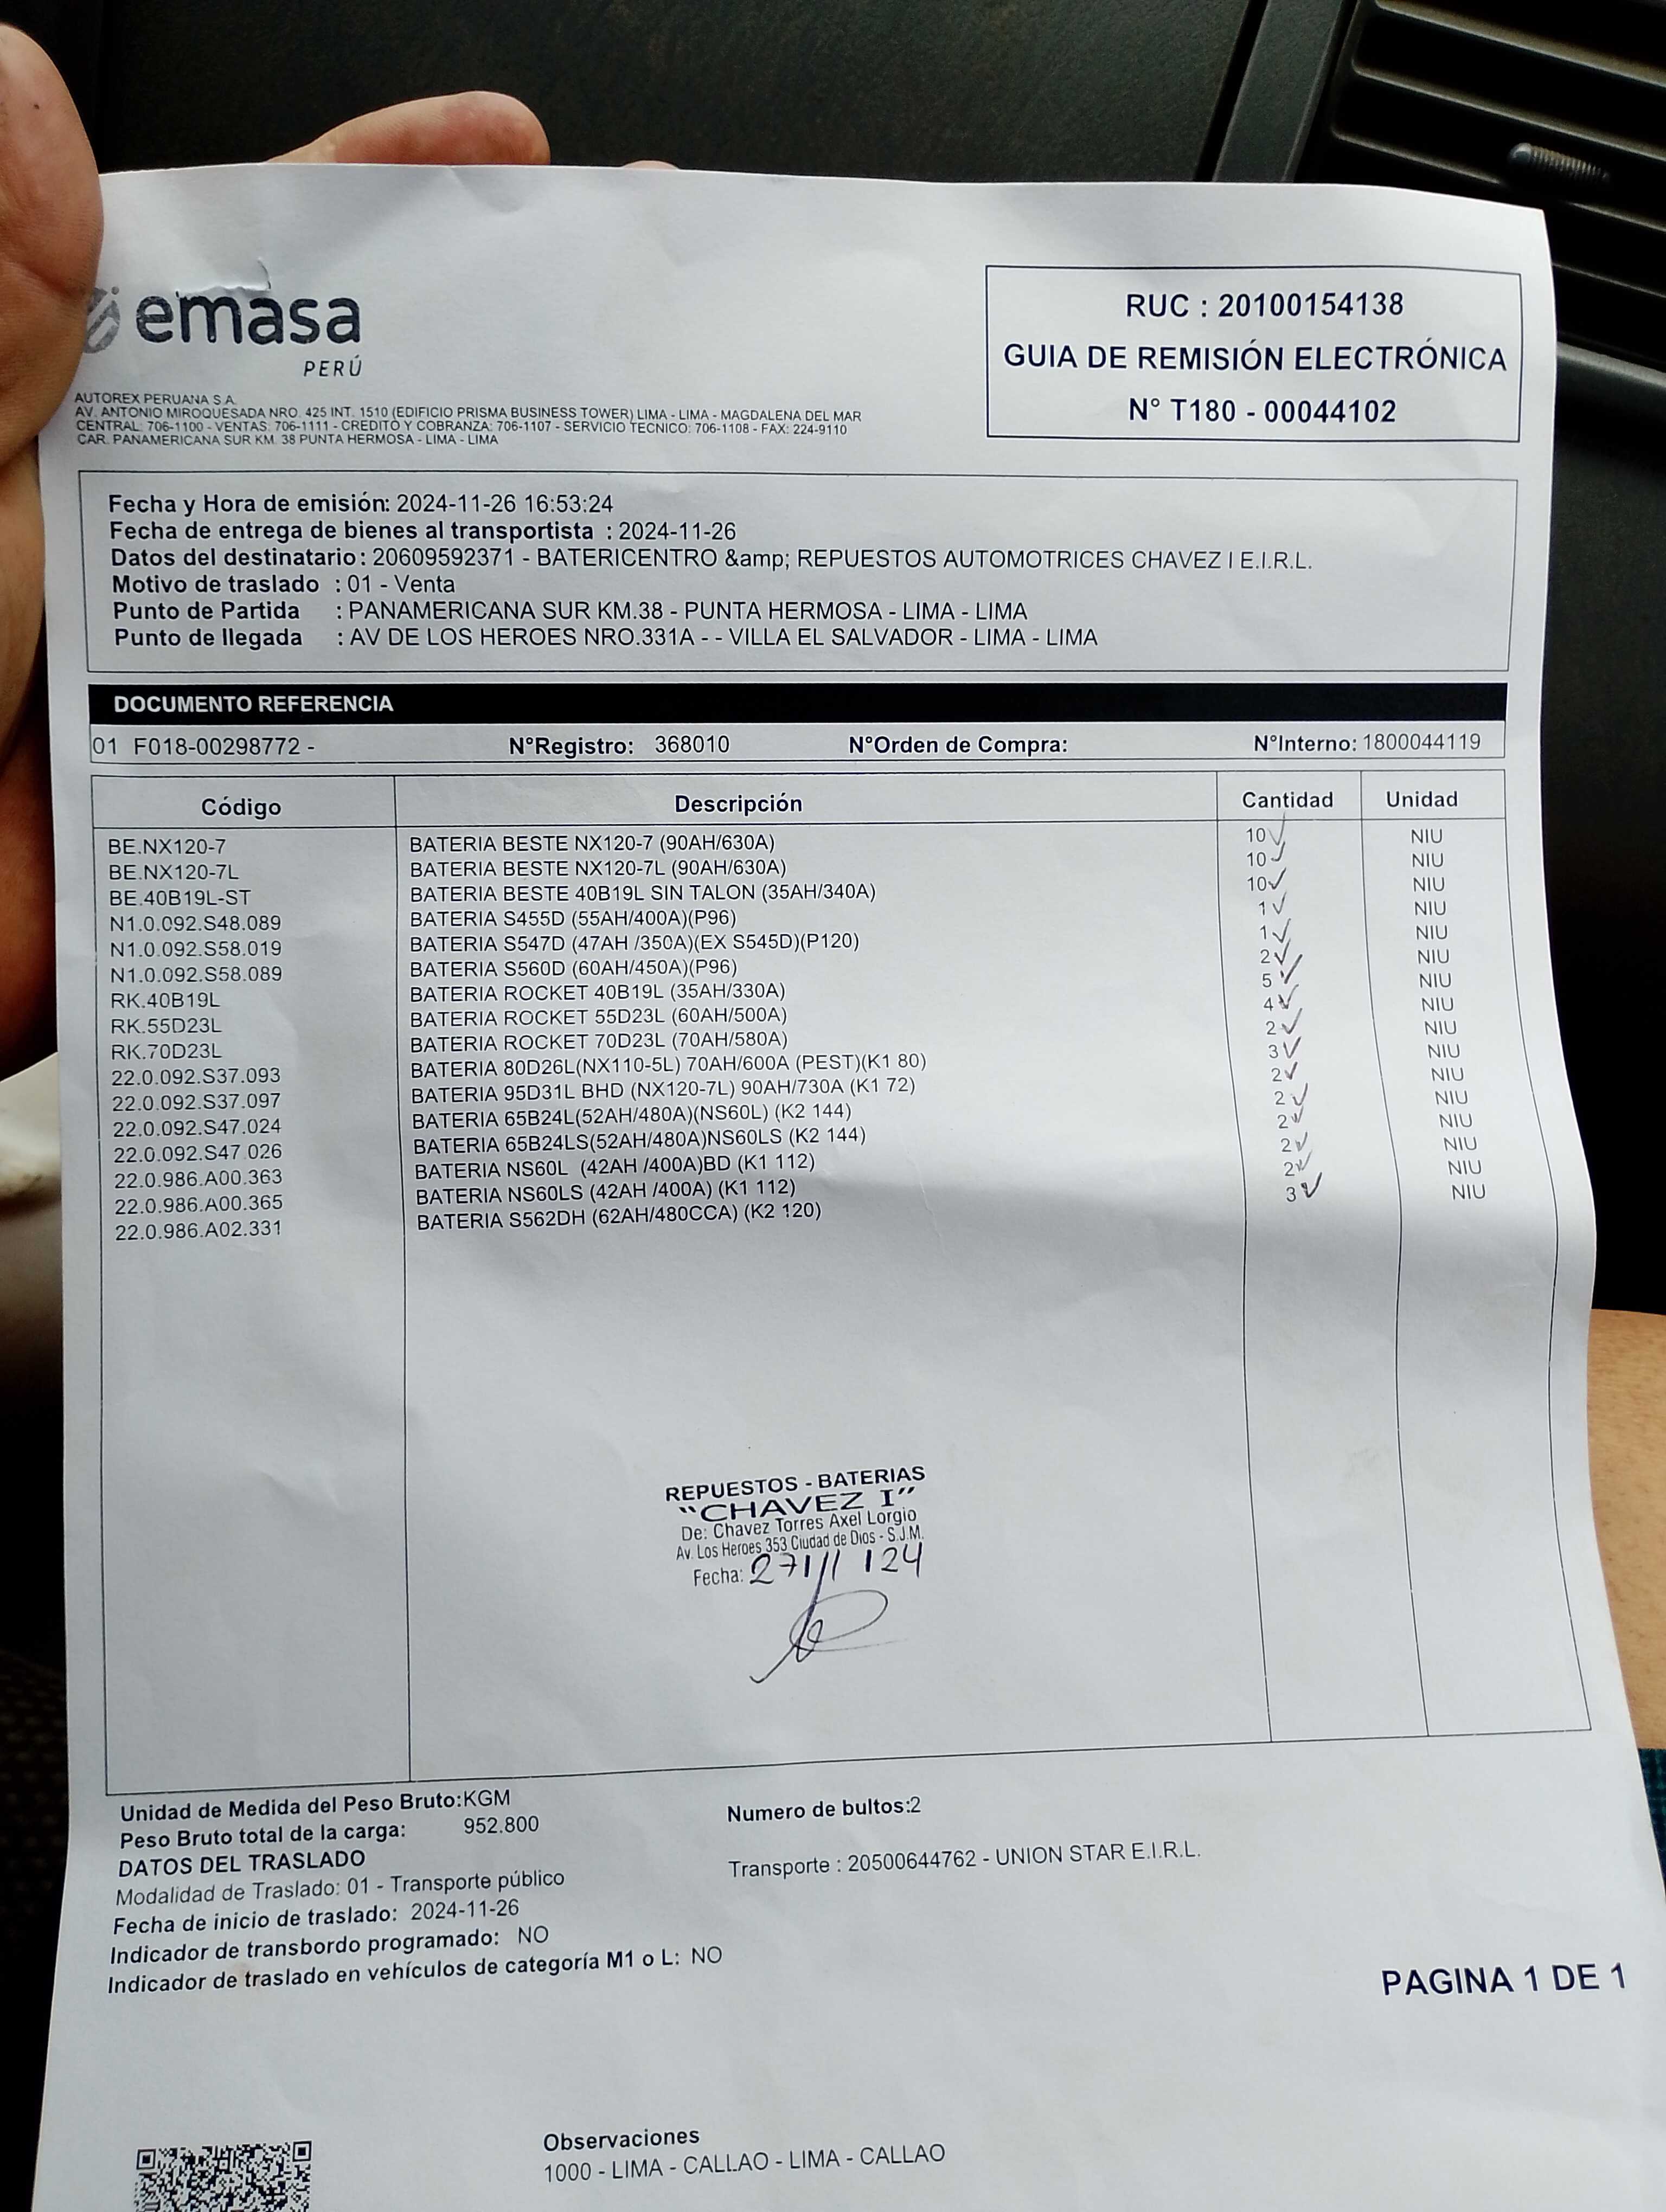 emasa
PERÚ
RUC : 20100154138
GUIA DE REMISIÓN ELECTRÓNICA
N° T180 - 00044102
AUTOREX PERUANA S.A.
AV. ANTONIO MIROQUESADA NRO. 425 INT. 1510 (EDIFICIO PRISMA BUSINESS TOWER) LIMA - LIMA - MAGDALENA DEL MAR
CENTRAL: 706-1100 - VENTAS: 706-1111 - CREDITO Y COBRANZA: 706-1107 - SERVICIO TECNICO: 706-1108 - FAX: 224-9110
CAR. PANAMERICANA SUR KM. 38 PUNTA HERMOSA - LIMA - LIMA
Fecha y Hora de emisión: 2024-11-26 16:53:24
Fecha de entrega de bienes al transportista : 2024-11-26
Datos del destinatario: 20609592371 - BATERICENTRO &amp; REPUESTOS AUTOMOTRICES CHAVEZ I E.I.R.L.
Motivo de traslado : 01 - Venta
Punto de Partida : PANAMERICANA SUR KM.38 - PUNTA HERMOSA - LIMA - LIMA
Punto de llegada : AV DE LOS HEROES NRO.331A - - VILLA EL SALVADOR - LIMA - LIMA
DOCUMENTO REFERENCIA
01 F018-00298772 - N°Registro: 368010 N°Orden de Compra: N°Interno: 1800044119
Código Descripción Cantidad Unidad
BE.NX120-7 BATERIA BESTE NX120-7 (90AH/630A) 10 ✓ NIU
BE.NX120-7L BATERIA BESTE NX120-7L (90AH/630A) 10 ✓ NIU
BE.40B19L-ST BATERIA BESTE 40B19L SIN TALON (35AH/340A) 10 ✓ NIU
N1.0.092.S48.089 BATERIA S455D (55AH/400A)(P96) 1 ✓ NIU
N1.0.092.S58.019 BATERIA S547D (47AH /350A)(EX S545D)(P120) 1 ✓ NIU
N1.0.092.S58.089 BATERIA S560D (60AH/450A)(P96) 2 ✓ NIU
RK.40B19L BATERIA ROCKET 40B19L (35AH/330A) 5 ✓ NIU
RK.55D23L BATERIA ROCKET 55D23L (60AH/500A) 4 ✓ NIU
RK.70D23L BATERIA ROCKET 70D23L (70AH/580A) 2 ✓ NIU
22.0.092.S37.093 BATERIA 80D26L(NX110-5L) 70AH/600A (PEST)(K1 80) 3 ✓ NIU
22.0.092.S37.097 BATERIA 95D31L BHD (NX120-7L) 90AH/730A (K1 72) 2 ✓ NIU
22.0.092.S47.024 BATERIA 65B24L(52AH/480A)(NS60L) (K2 144) 2 ✓ NIU
22.0.092.S47.026 BATERIA 65B24LS(52AH/480A)NS60LS (K2 144) 2 ✓ NIU
22.0.986.A00.363 BATERIA NS60L (42AH /400A)BD (K1 112) 2 ✓ NIU
22.0.986.A00.365 BATERIA NS60LS (42AH /400A) (K1 112) 2 ✓ NIU
22.0.986.A02.331 BATERIA S562DH (62AH/480CCA) (K2 120) 3 ✓ NIU
REPUESTOS - BATERIAS
"CHAVEZ I"
De: Chavez Torres Axel Lorgio
Av. Los Heroes 353 Ciudad de Dios - S.J.M.
Fecha: 27/11/24
Unidad de Medida del Peso Bruto:KGM
Peso Bruto total de la carga: 952.800
Numero de bultos:2
DATOS DEL TRASLADO
Transporte : 20500644762 - UNION STAR E.I.R.L.
Modalidad de Traslado: 01 - Transporte público
Fecha de inicio de traslado: 2024-11-26
Indicador de transbordo programado: NO
Indicador de traslado en vehículos de categoría M1 o L: NO
PAGINA 1 DE 1
Observaciones
1000 - LIMA - CALLAO - LIMA - CALLAO